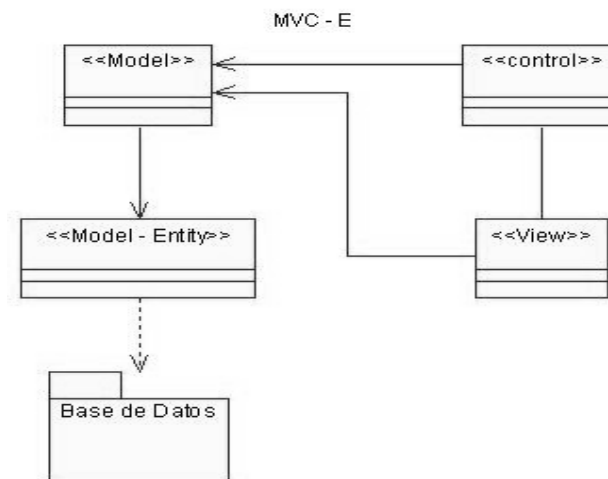 MVC - E
<<Model>>
<<control>>
<<Model - Entity>>
<<View>>
Base de Datos